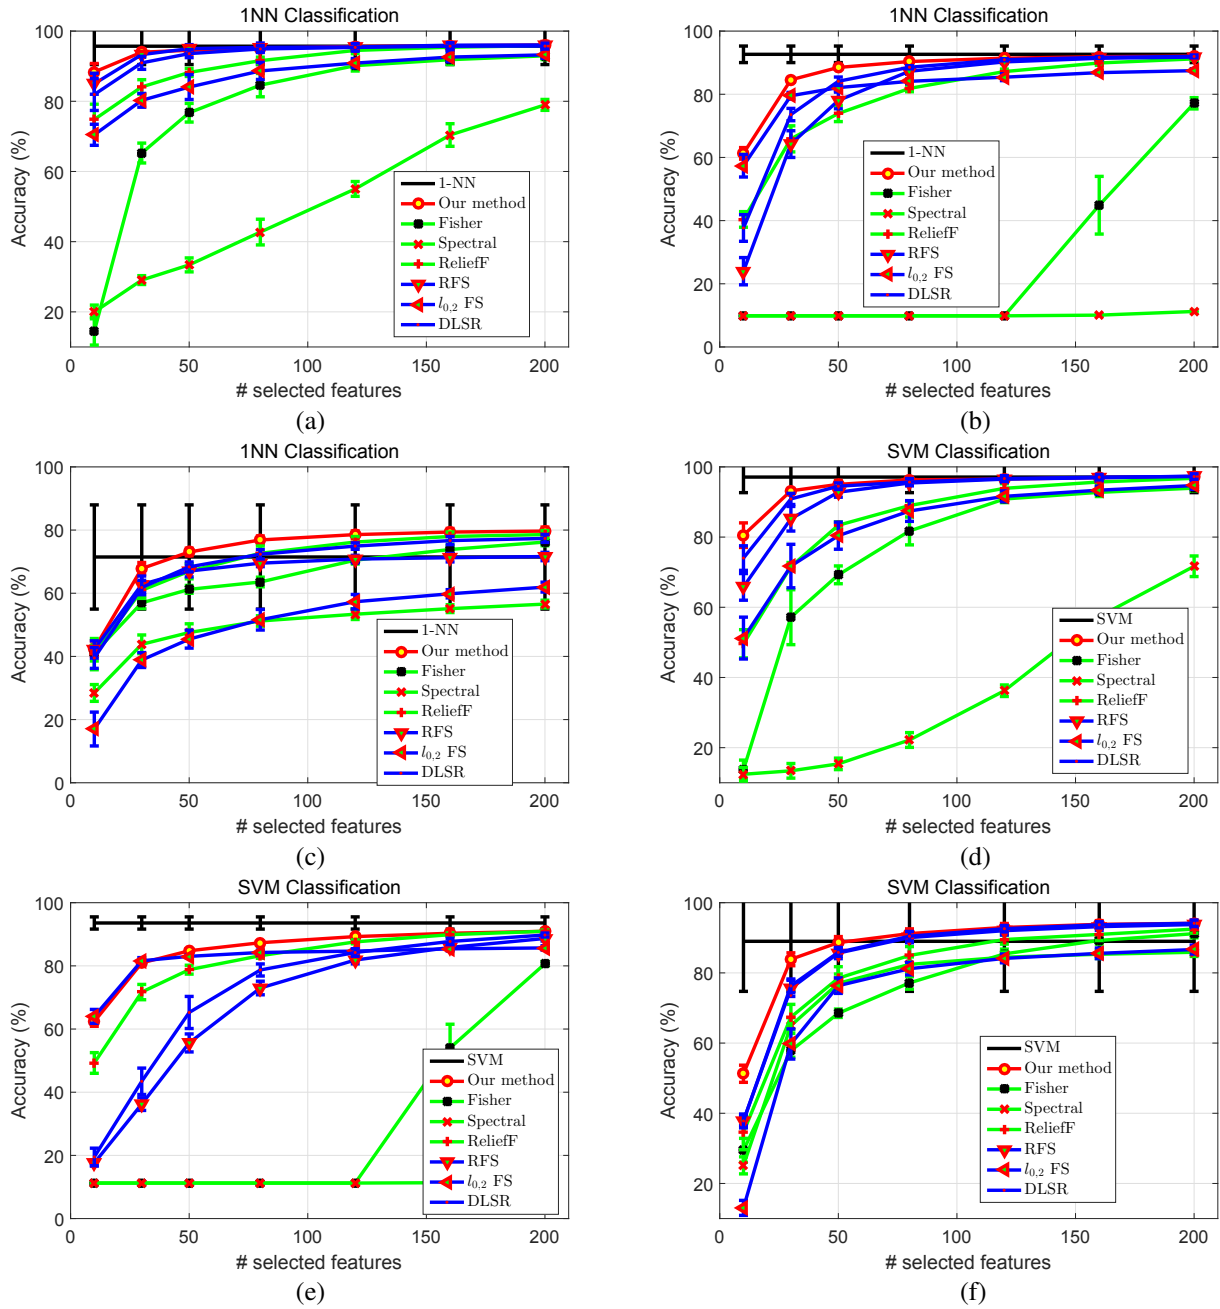 1NN Classification
Accuracy (%)
100
80
60
40
20
0
50
100
150
200
# selected features
1-NN
Our method
Fisher
Spectral
ReliefF
RFS
l0,2 FS
DLSR
(a)
1NN Classification
Accuracy (%)
100
80
60
40
20
0
0
50
100
150
200
# selected features
1-NN
Our method
Fisher
Spectral
ReliefF
RFS
l0,2 FS
DLSR
(b)
1NN Classification
Accuracy (%)
100
80
60
40
20
0
0
50
100
150
200
# selected features
1-NN
Our method
Fisher
Spectral
ReliefF
RFS
l0,2 FS
DLSR
(c)
SVM Classification
Accuracy (%)
100
80
60
40
20
0
50
100
150
200
# selected features
SVM
Our method
Fisher
Spectral
ReliefF
RFS
l0,2 FS
DLSR
(d)
SVM Classification
Accuracy (%)
100
80
60
40
20
0
0
50
100
150
200
# selected features
SVM
Our method
Fisher
Spectral
ReliefF
RFS
l0,2 FS
DLSR
(e)
SVM Classification
Accuracy (%)
100
80
60
40
20
0
50
100
150
200
# selected features
SVM
Our method
Fisher
Spectral
ReliefF
RFS
l0,2 FS
DLSR
(f)